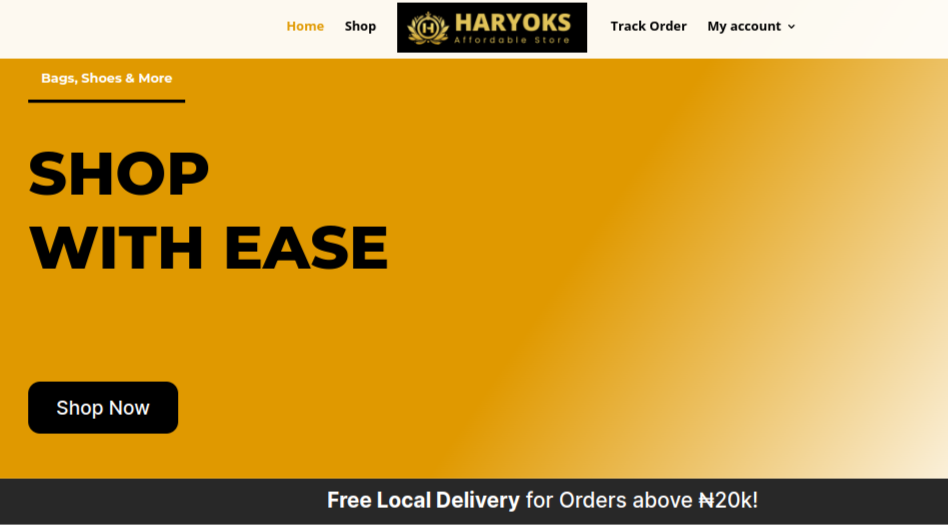 Home Shop HARYOKS Track Order My account
Affordable Store
Bags, Shoes & More
SHOP
WITH EASE
Shop Now
Free Local Delivery for Orders above ₦20k!